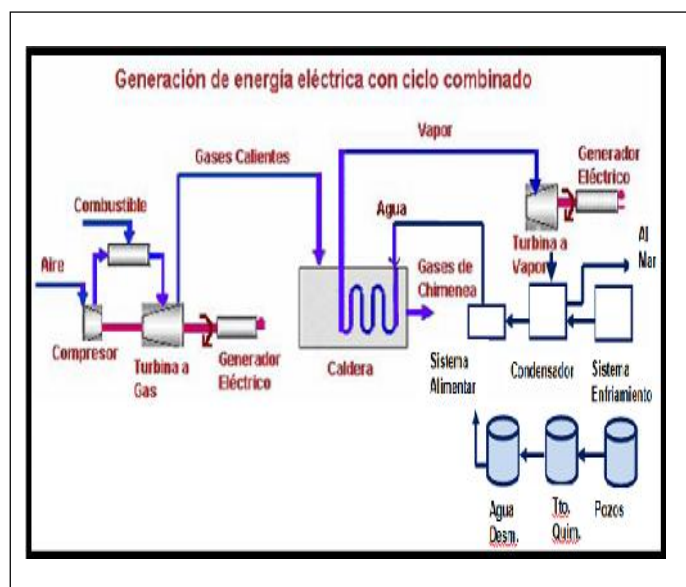 Generación de energía eléctrica con ciclo combinado
Vapor
Generador
Eléctrico
Gases Calientes
Combustible
Agua
Turbina a
Vapor
Al
Mar
Aire
Gases de
Chimenea
Compresor
Turbina a
Gas
Generador
Eléctrico
Caldera
Sistema
Alimentar
Condensador
Sistema
Enfriamiento
Agua
Desm.
Tto.
Quim.
Pozos